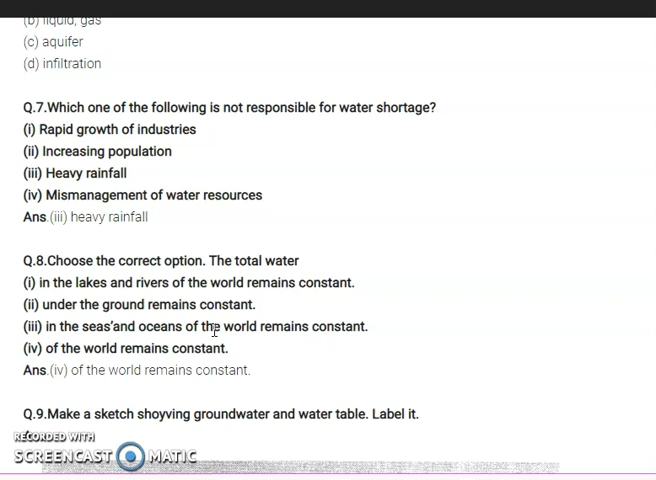 (b) liquid, gas
(c) aquifer
(d) infiltration
Q.7.Which one of the following is not responsible for water shortage?
(i) Rapid growth of industries
(ii) Increasing population
(iii) Heavy rainfall
(iv) Mismanagement of water resources
Ans.(iii) heavy rainfall
Q.8.Choose the correct option. The total water
(i) in the lakes and rivers of the world remains constant.
(ii) under the ground remains constant.
(iii) in the seas'and oceans of the world remains constant.
(iv) of the world remains constant.
Ans.(iv) of the world remains constant.
Q.9.Make a sketch shoyving groundwater and water table. Label it.
RECORDED WITH
SCREENCAST MATIC